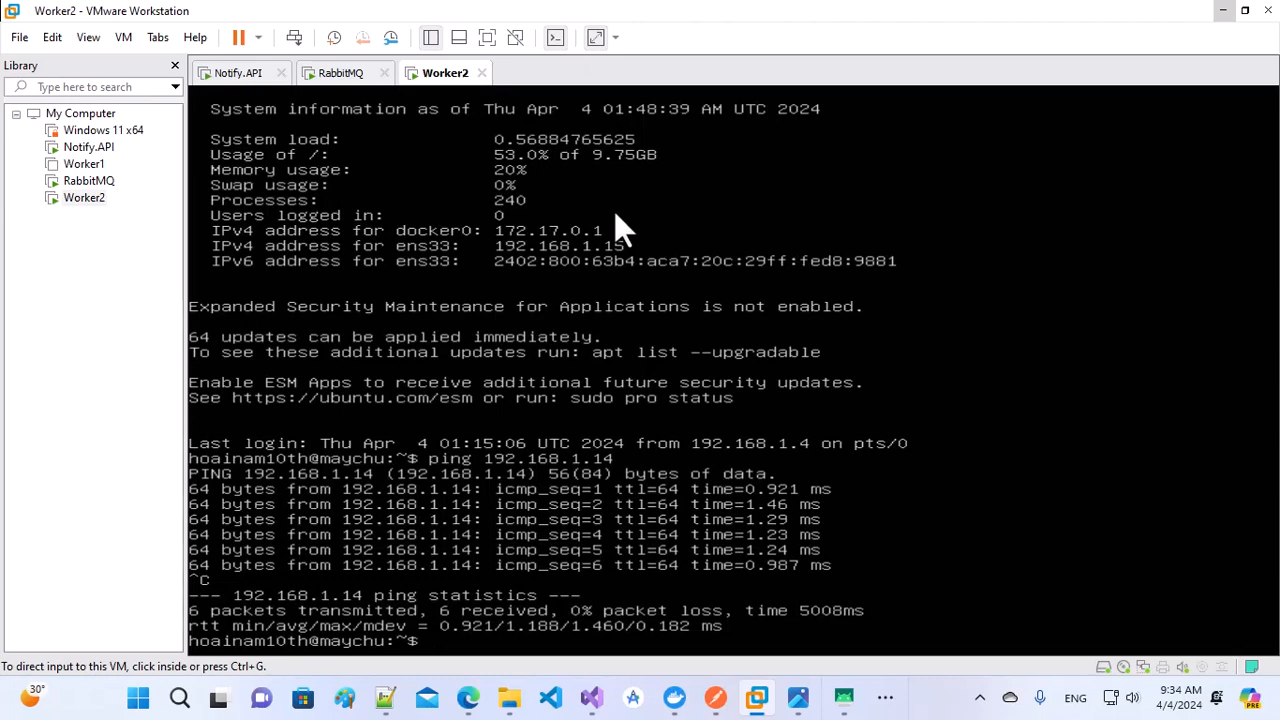 Worker2 - VMware Workstation
File Edit View VM Tabs Help
Library
Type here to search
My Computer
Windows 11 x64
Notify.API
Worker1
RabbitMQ
Worker2
Notify.API RabbitMQ Worker2
System information as of Thu Apr  4 01:48:39 AM UTC 2024
System load: 0.56884765625
Usage of /: 53.0% of 9.75GB
Memory usage: 20%
Swap usage: 0%
Processes: 240
Users logged in: 0
IPv4 address for docker0: 172.17.0.1
IPv4 address for ens33: 192.168.1.15
IPv6 address for ens33: 2402:800:63b4:aca7:20c:29ff:fed8:9881
Expanded Security Maintenance for Applications is not enabled.
64 updates can be applied immediately.
To see these additional updates run: apt list --upgradable
Enable ESM Apps to receive additional future security updates.
See https://ubuntu.com/esm or run: sudo pro status
Last login: Thu Apr  4 01:15:06 UTC 2024 from 192.168.1.4 on pts/0
hoainam10th@maychu:~$ ping 192.168.1.14
PING 192.168.1.14 (192.168.1.14) 56(84) bytes of data.
64 bytes from 192.168.1.14: icmp_seq=1 ttl=64 time=0.921 ms
64 bytes from 192.168.1.14: icmp_seq=2 ttl=64 time=1.46 ms
64 bytes from 192.168.1.14: icmp_seq=3 ttl=64 time=1.29 ms
64 bytes from 192.168.1.14: icmp_seq=4 ttl=64 time=1.23 ms
64 bytes from 192.168.1.14: icmp_seq=5 ttl=64 time=1.24 ms
64 bytes from 192.168.1.14: icmp_seq=6 ttl=64 time=0.987 ms
^C
--- 192.168.1.14 ping statistics ---
6 packets transmitted, 6 received, 0% packet loss, time 5008ms
rtt min/avg/max/mdev = 0.921/1.188/1.460/0.182 ms
hoainam10th@maychu:~$
To direct input to this VM, click inside or press Ctrl+G.
30°
ENG
9:34 AM
4/4/2024
PRE